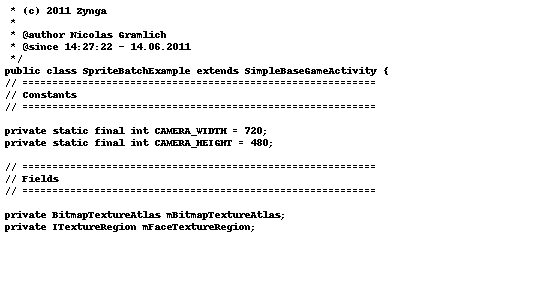 * (c) 2011 Zynga
*
* @author Nicolas Gramlich
* @since 14:27:22 - 14.06.2011
*/
public class SpriteBatchExample extends SimpleBaseGameActivity {
// ===========================================================
// Constants
// ===========================================================
private static final int CAMERA_WIDTH = 720;
private static final int CAMERA_HEIGHT = 480;
// ===========================================================
// Fields
// ===========================================================
private BitmapTextureAtlas mBitmapTextureAtlas;
private ITextureRegion mFaceTextureRegion;